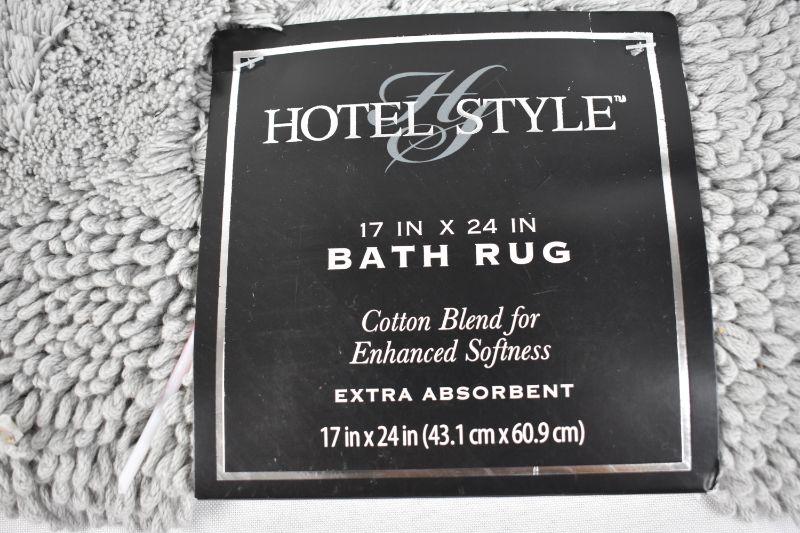 HS
HOTEL STYLE™
17 IN X 24 IN
BATH RUG
Cotton Blend for
Enhanced Softness
EXTRA ABSORBENT
17 in x 24 in (43.1 cm x 60.9 cm)